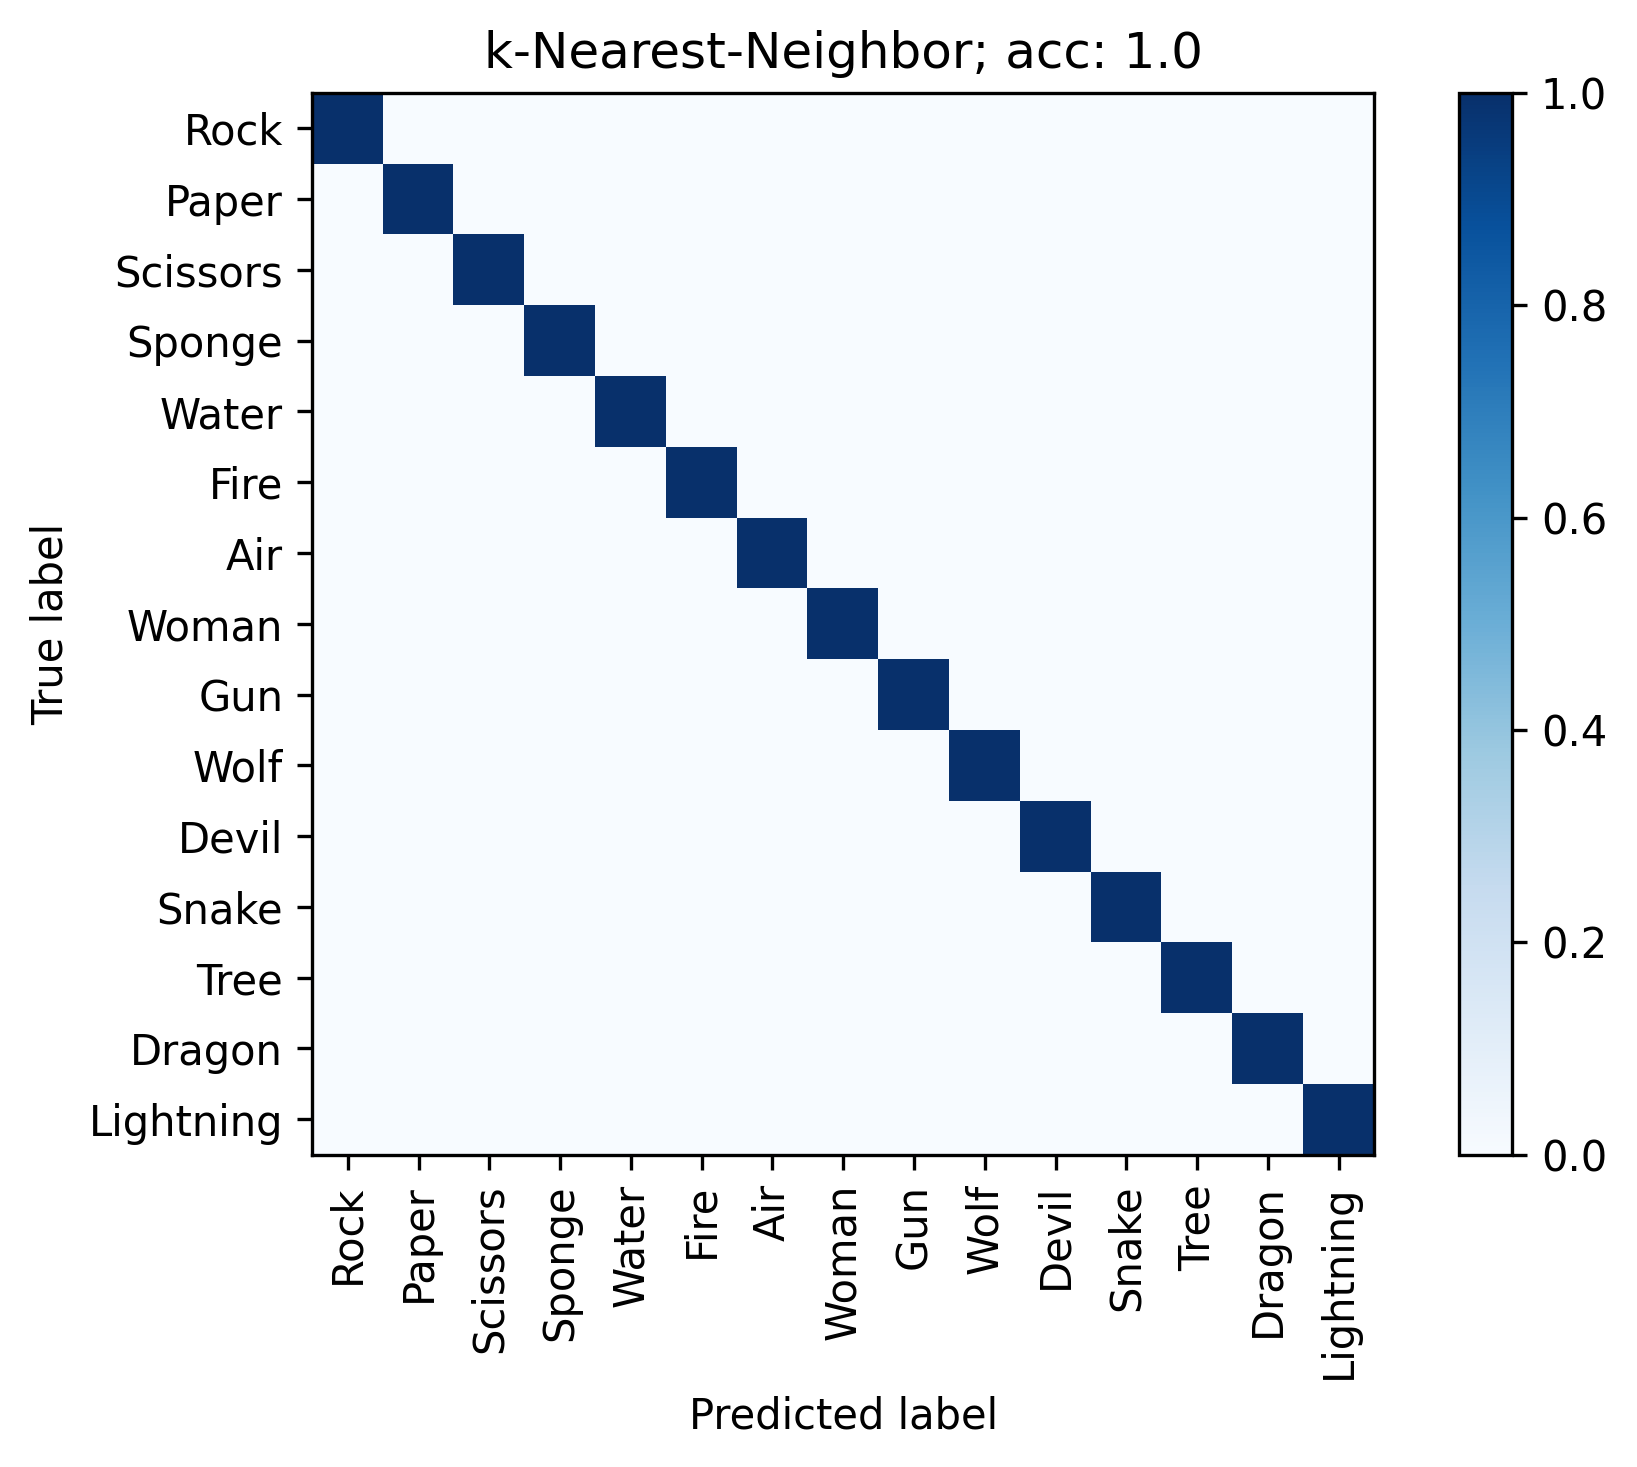 k-Nearest-Neighbor; acc: 1.0
True label
Rock
Paper
Scissors
Sponge
Water
Fire
Air
Woman
Gun
Wolf
Devil
Snake
Tree
Dragon
Lightning
Rock
Paper
Scissors
Sponge
Water
Fire
Air
Woman
Gun
Wolf
Devil
Snake
Tree
Dragon
Lightning
Predicted label
1.0
0.8
0.6
0.4
0.2
0.0